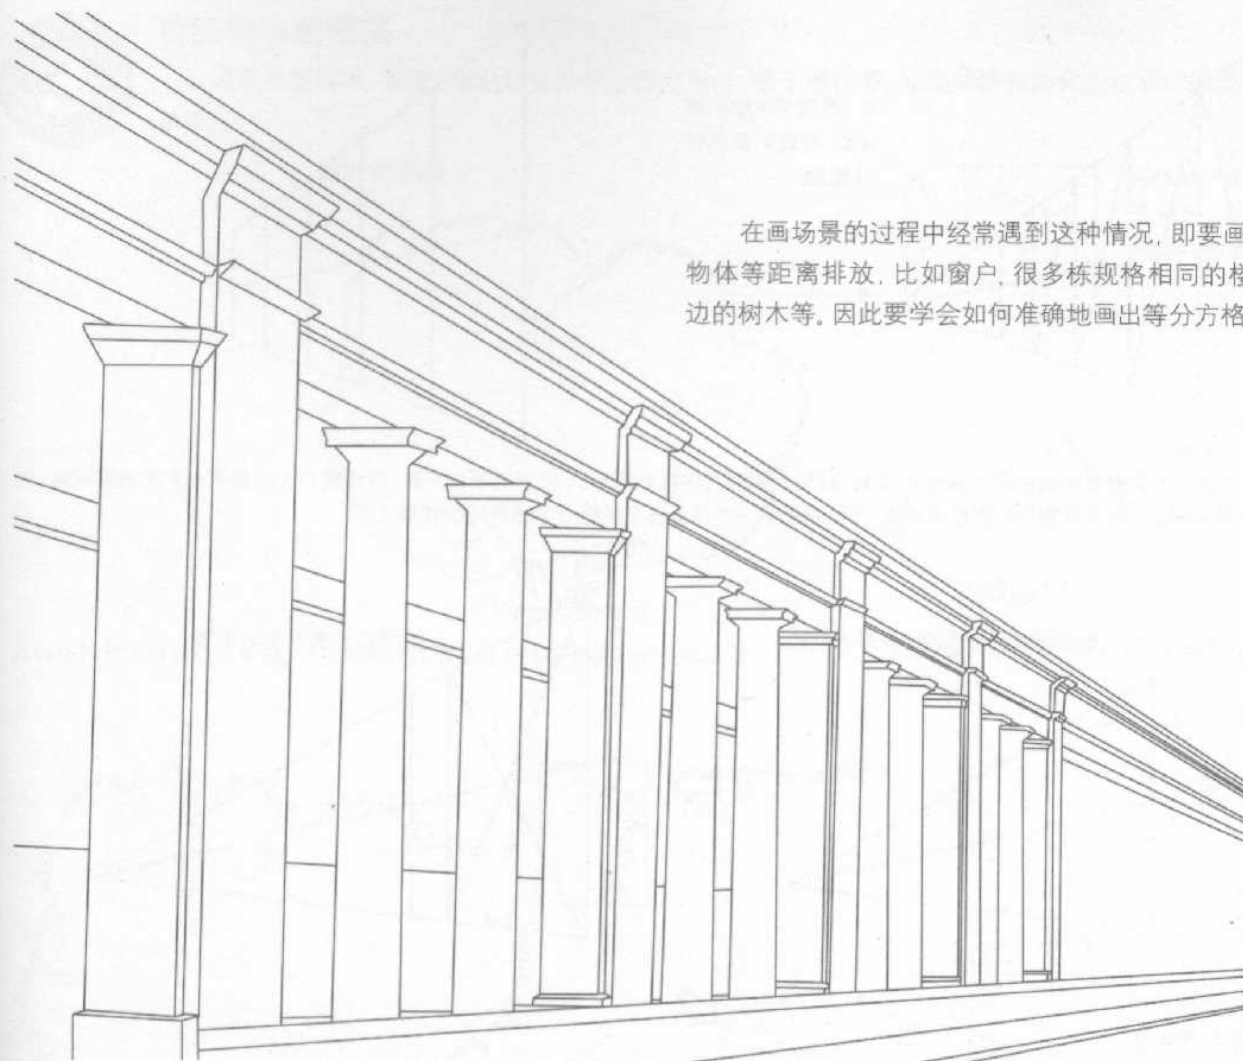 在画场景的过程中经常遇到这种情况, 即要画
物体等距离排放, 比如窗户, 很多栋规格相同的楼
边的树木等。因此要学会如何准确地画出等分方格